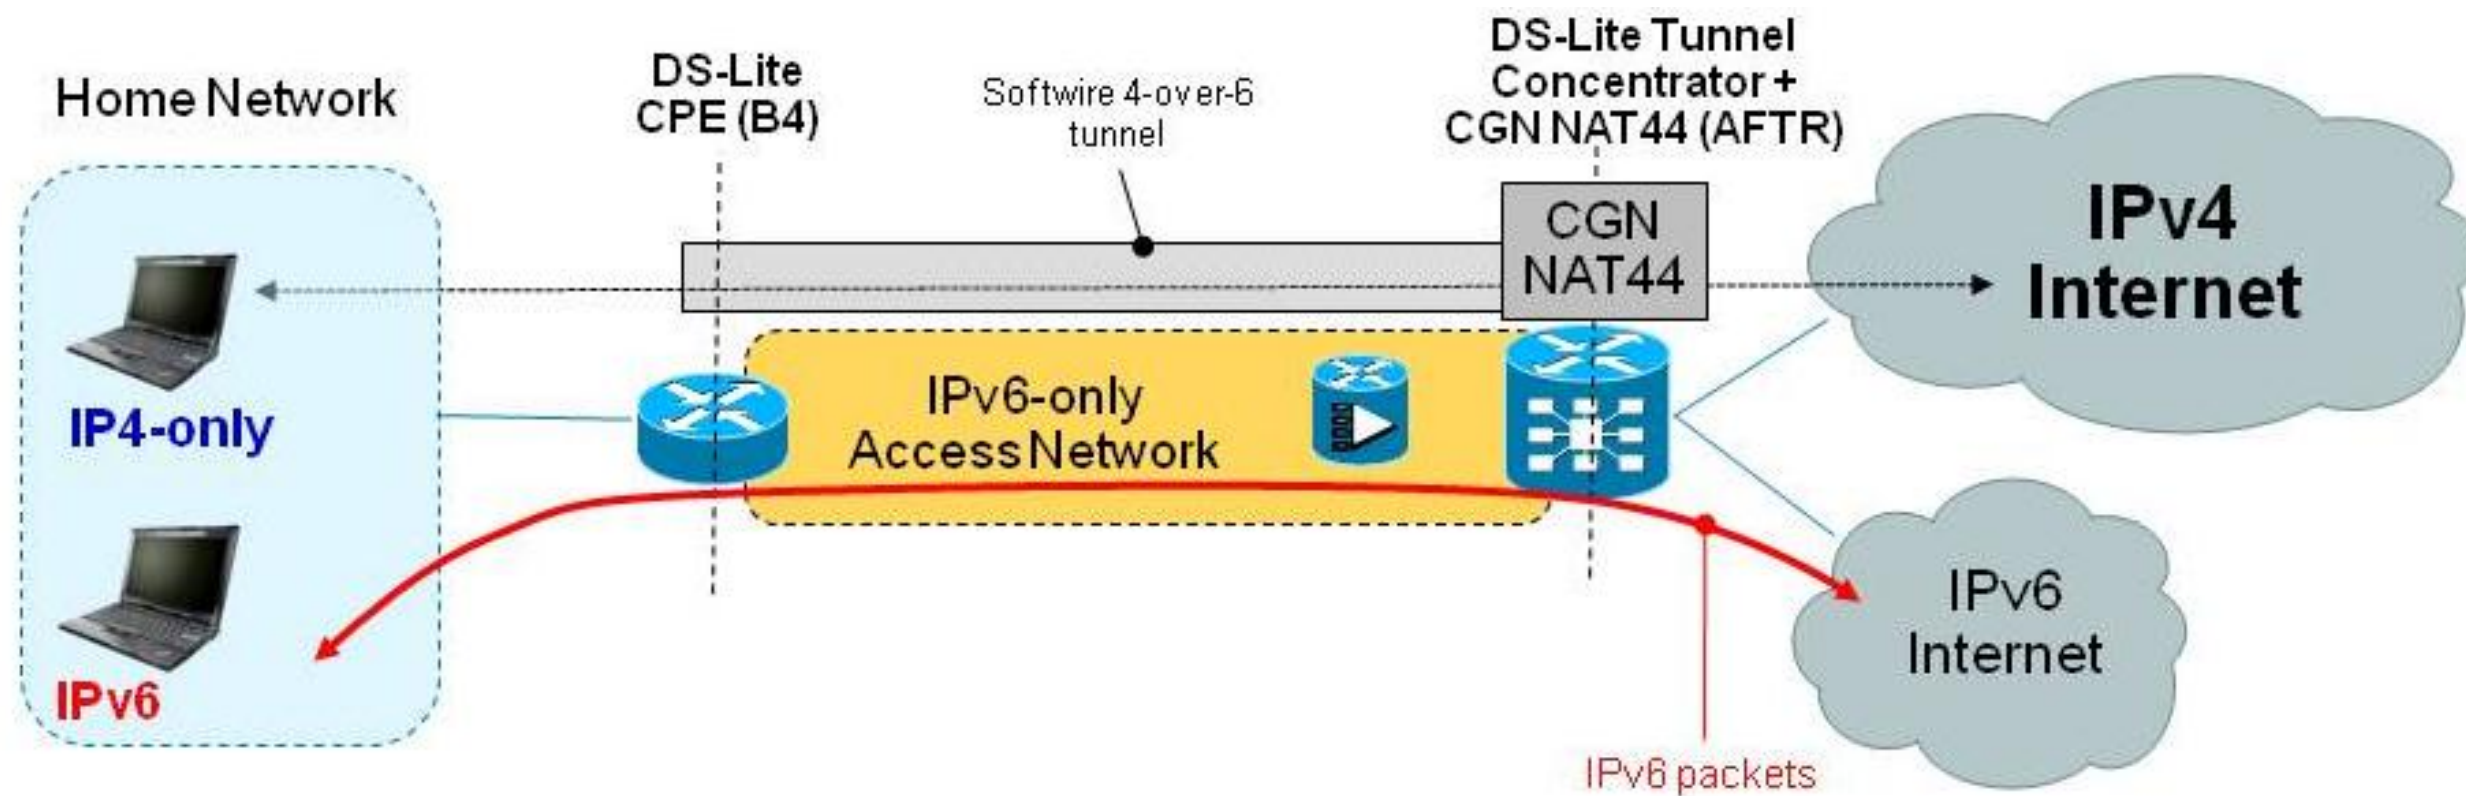 Home Network
DS-Lite
CPE (B4)
Softwire 4-over-6
tunnel
DS-Lite Tunnel
Concentrator +
CGN NAT44 (AFTR)
CGN
NAT44
IPv4
Internet
IP4-only
IPv6-only
Access Network
IPv6
IPv6
Internet
IPv6 packets